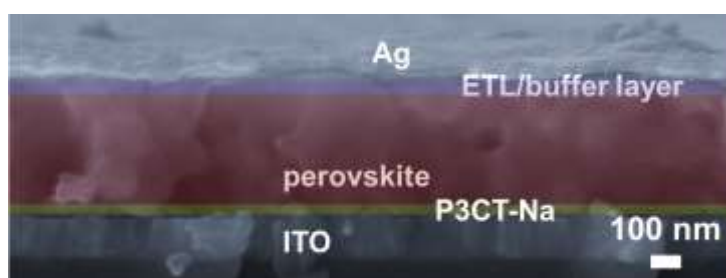 Ag
ETL/buffer layer
perovskite
P3CT-Na
100 nm
ITO